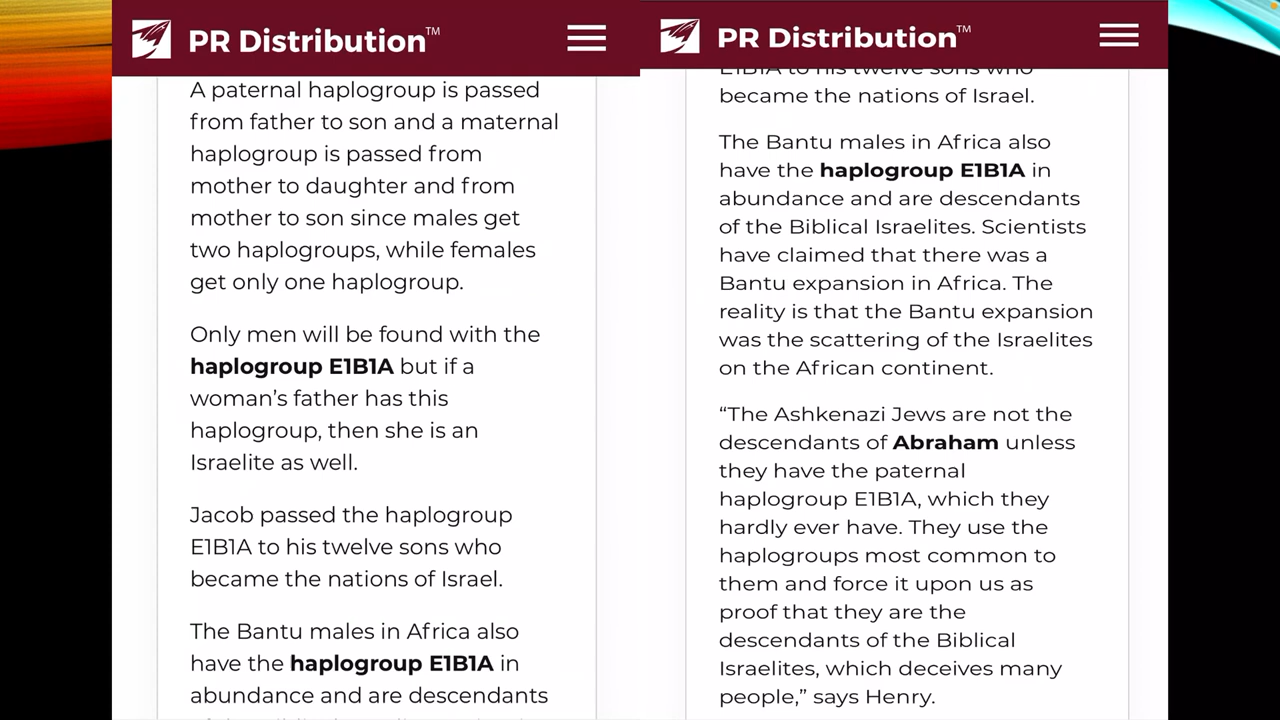 PR Distribution™
A paternal haplogroup is passed
from father to son and a maternal
haplogroup is passed from
mother to daughter and from
mother to son since males get
two haplogroups, while females
get only one haplogroup.
Only men will be found with the
haplogroup E1B1A but if a
woman’s father has this
haplogroup, then she is an
Israelite as well.
Jacob passed the haplogroup
E1B1A to his twelve sons who
became the nations of Israel.
The Bantu males in Africa also
have the haplogroup E1B1A in
abundance and are descendants
PR Distribution™
E1B1A to his twelve sons who
became the nations of Israel.
The Bantu males in Africa also
have the haplogroup E1B1A in
abundance and are descendants
of the Biblical Israelites. Scientists
have claimed that there was a
Bantu expansion in Africa. The
reality is that the Bantu expansion
was the scattering of the Israelites
on the African continent.
“The Ashkenazi Jews are not the
descendants of Abraham unless
they have the paternal
haplogroup E1B1A, which they
hardly ever have. They use the
haplogroups most common to
them and force it upon us as
proof that they are the
descendants of the Biblical
Israelites, which deceives many
people,” says Henry.